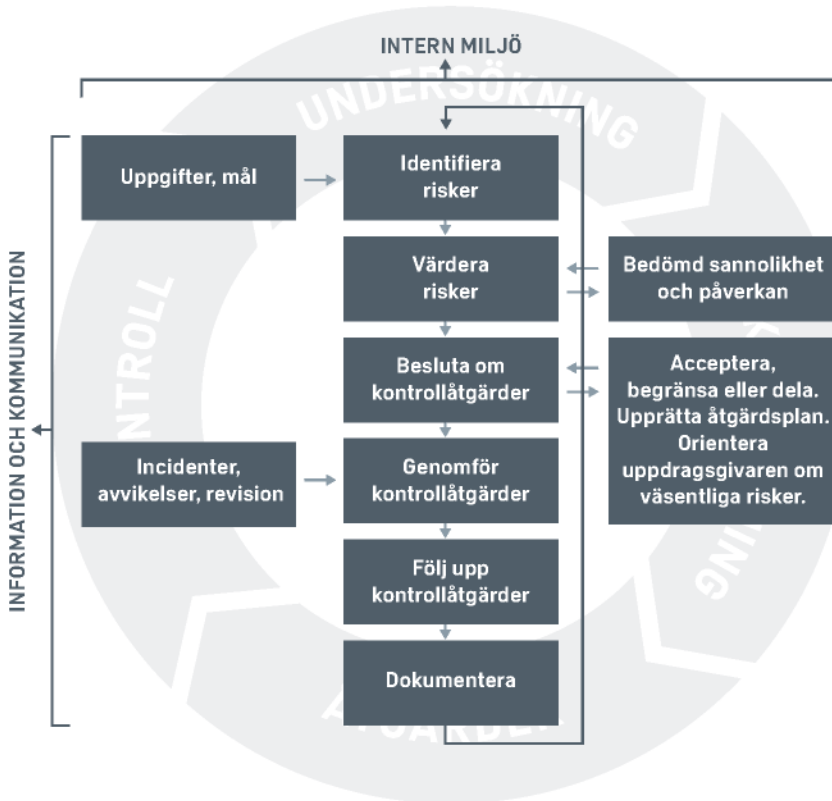 INTERN MILJÖ
UNDERSÖKNING
INFORMATION OCH KOMMUNIKATION
Uppgifter, mål
Identifiera
risker
Värdera
risker
Bedömd sannolikhet
och påverkan
Besluta om
kontrollåtgärder
Acceptera,
begränsa eller dela.
Upprätta åtgärdsplan.
Orientera
uppdragsgivaren om
väsentliga risker.
Incidenter,
avvikelser, revision
Genomför
kontrollåtgärder
Följ upp
kontrollåtgärder
Dokumentera